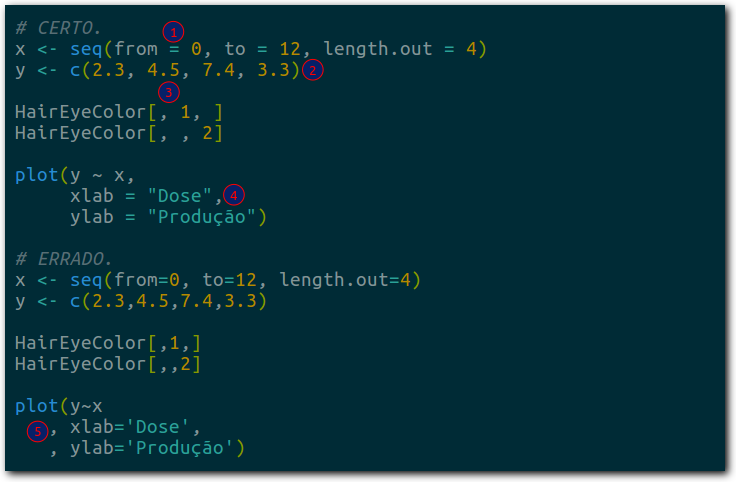 # CERTO.
1
x <- seq(from = 0, to = 12, length.out = 4)
y <- c(2.3, 4.5, 7.4, 3.3) 2
3
HairEyeColor[, 1, ]
HairEyeColor[, , 2]
plot(y ~ x,
xlab = "Dose", 4
ylab = "Produção")
# ERRADO.
x <- seq(from=0, to=12, length.out=4)
y <- c(2.3,4.5,7.4,3.3)
HairEyeColor[,1,]
HairEyeColor[,,2]
plot(y~x
5 , xlab='Dose',
, ylab='Produção')